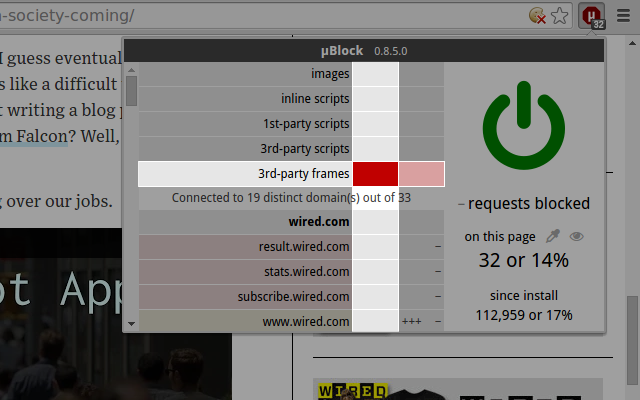 n-society-coming/
32
I guess eventual
s like a difficult
t writing a blog p
m Falcon? Well,
g over our jobs.
ot App
µBlock 0.8.5.0
images
inline scripts
1st-party scripts
3rd-party scripts
3rd-party frames
Connected to 19 distinct domain(s) out of 33
wired.com
result.wired.com –
stats.wired.com –
subscribe.wired.com –
www.wired.com +++ –
– requests blocked
on this page
32 or 14%
since install
112,959 or 17%
WIRED